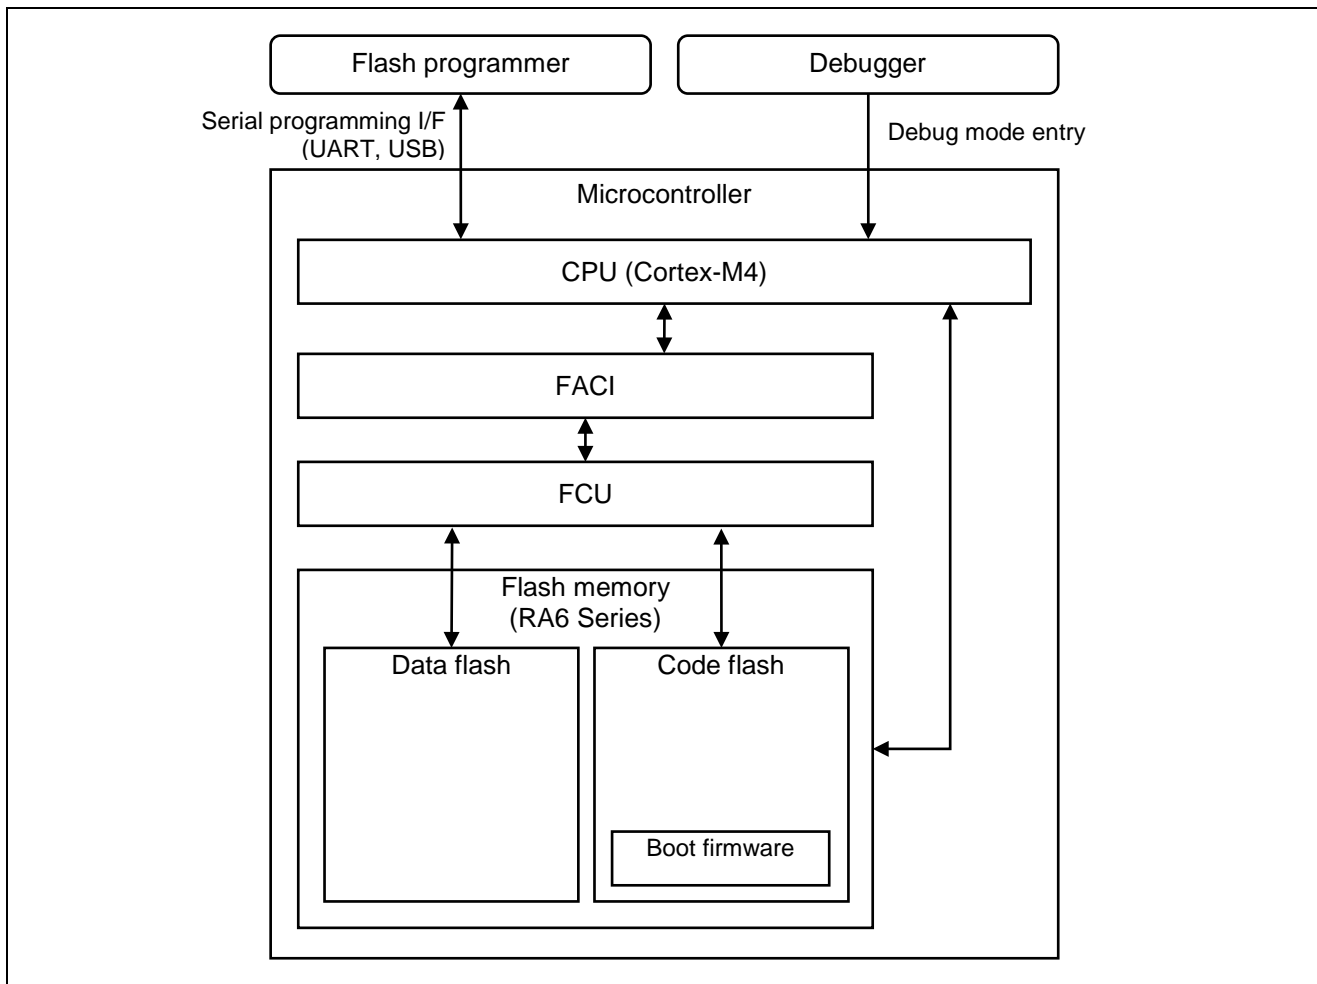 Flash programmer
Debugger
Serial programming I/F
(UART, USB)
Debug mode entry
Microcontroller
CPU (Cortex-M4)
FACI
FCU
Flash memory
(RA6 Series)
Data flash
Code flash
Boot firmware